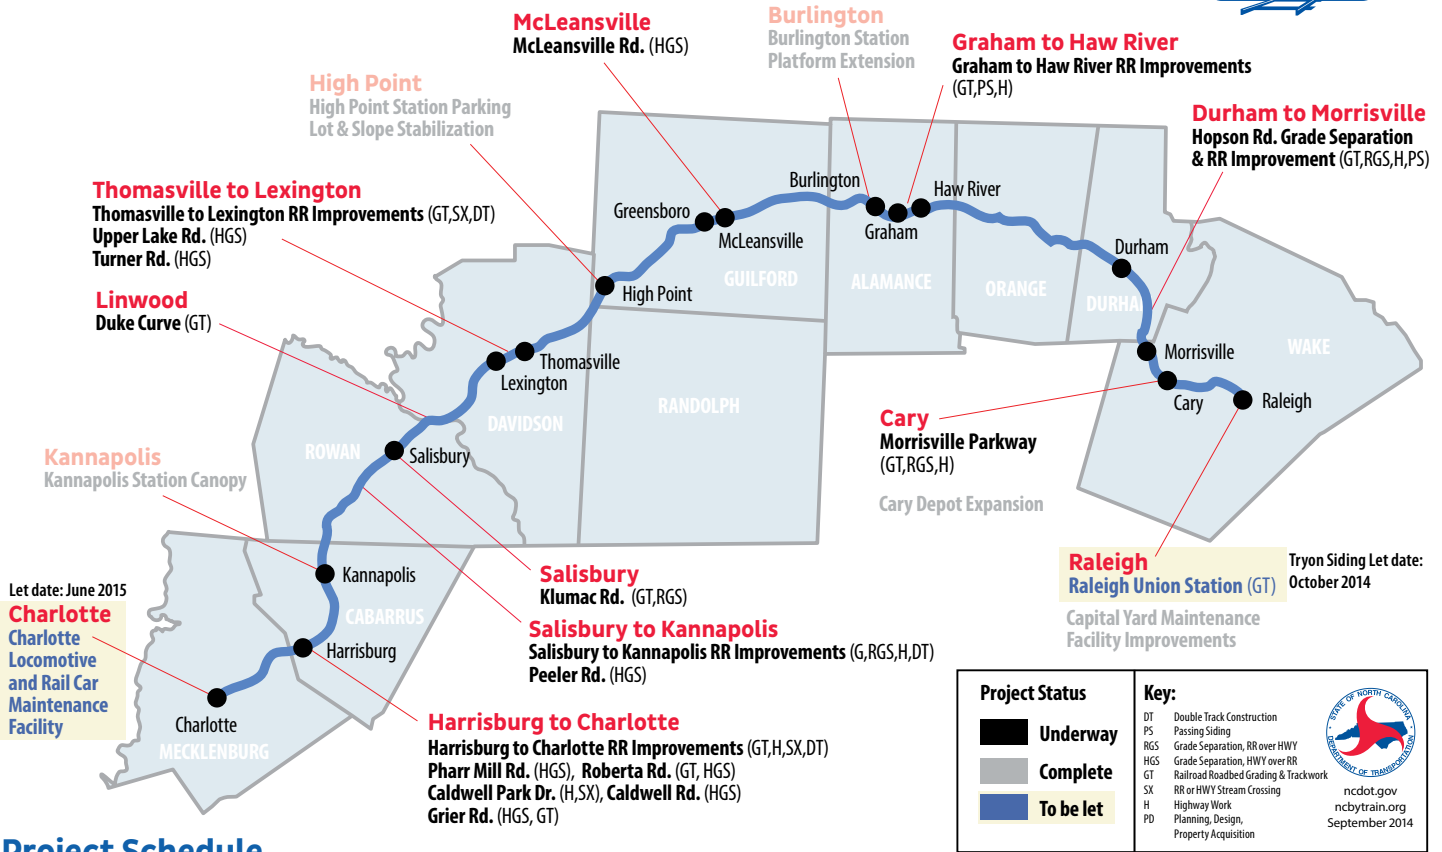 McLeansville
McLeansville Rd. (HGS)
Burlington
Burlington Station
Platform Extension
Graham to Haw River
Graham to Haw River RR Improvements
(GT,PS,H)
High Point
High Point Station Parking
Lot & Slope Stabilization
Durham to Morrisville
Hopson Rd. Grade Separation
& RR Improvement (GT,RGS,H,PS)
Thomasville to Lexington
Thomasville to Lexington RR Improvements (GT,SX,DT)
Upper Lake Rd. (HGS)
Turner Rd. (HGS)
Linwood
Duke Curve (GT)
Burlington
Haw River
Greensboro
McLeansville
Graham
Durham
High Point
GUILFORD
ALAMANCE
ORANGE
DURHA
WAKE
Thomasville
Lexington
Morrisville
Cary
Raleigh
RANDOLPH
DAVIDSON
ROWAN
Salisbury
Cary
Morrisville Parkway
(GT,RGS,H)
Cary Depot Expansion
Kannapolis
Kannapolis Station Canopy
Raleigh
Raleigh Union Station (GT)
Tryon Siding Let date:
October 2014
Capital Yard Maintenance
Facility Improvements
Kannapolis
CABARRUS
Harrisburg
Charlotte
MECKLENBURG
Let date: June 2015
Charlotte
Charlotte
Locomotive
and Rail Car
Maintenance
Facility
Salisbury
Klumac Rd. (GT,RGS)
Salisbury to Kannapolis
Salisbury to Kannapolis RR Improvements (G,RGS,H,DT)
Peeler Rd. (HGS)
Harrisburg to Charlotte
Harrisburg to Charlotte RR Improvements (GT,H,SX,DT)
Pharr Mill Rd. (HGS), Roberta Rd. (GT, HGS)
Caldwell Park Dr. (H,SX), Caldwell Rd. (HGS)
Grier Rd. (HGS, GT)
Project Status
Underway
Complete
To be let
Key:
DT Double Track Construction
PS Passing Siding
RGS Grade Separation, RR over HWY
HGS Grade Separation, HWY over RR
GT Railroad Roadbed Grading & Trackwork
SX RR or HWY Stream Crossing
H Highway Work
PD Planning, Design,
Property Acquisition
STATE OF NORTH CAROLINA
DEPARTMENT OF TRANSPORTATION
ncdot.gov
ncbytrain.org
September 2014
Project Schedule